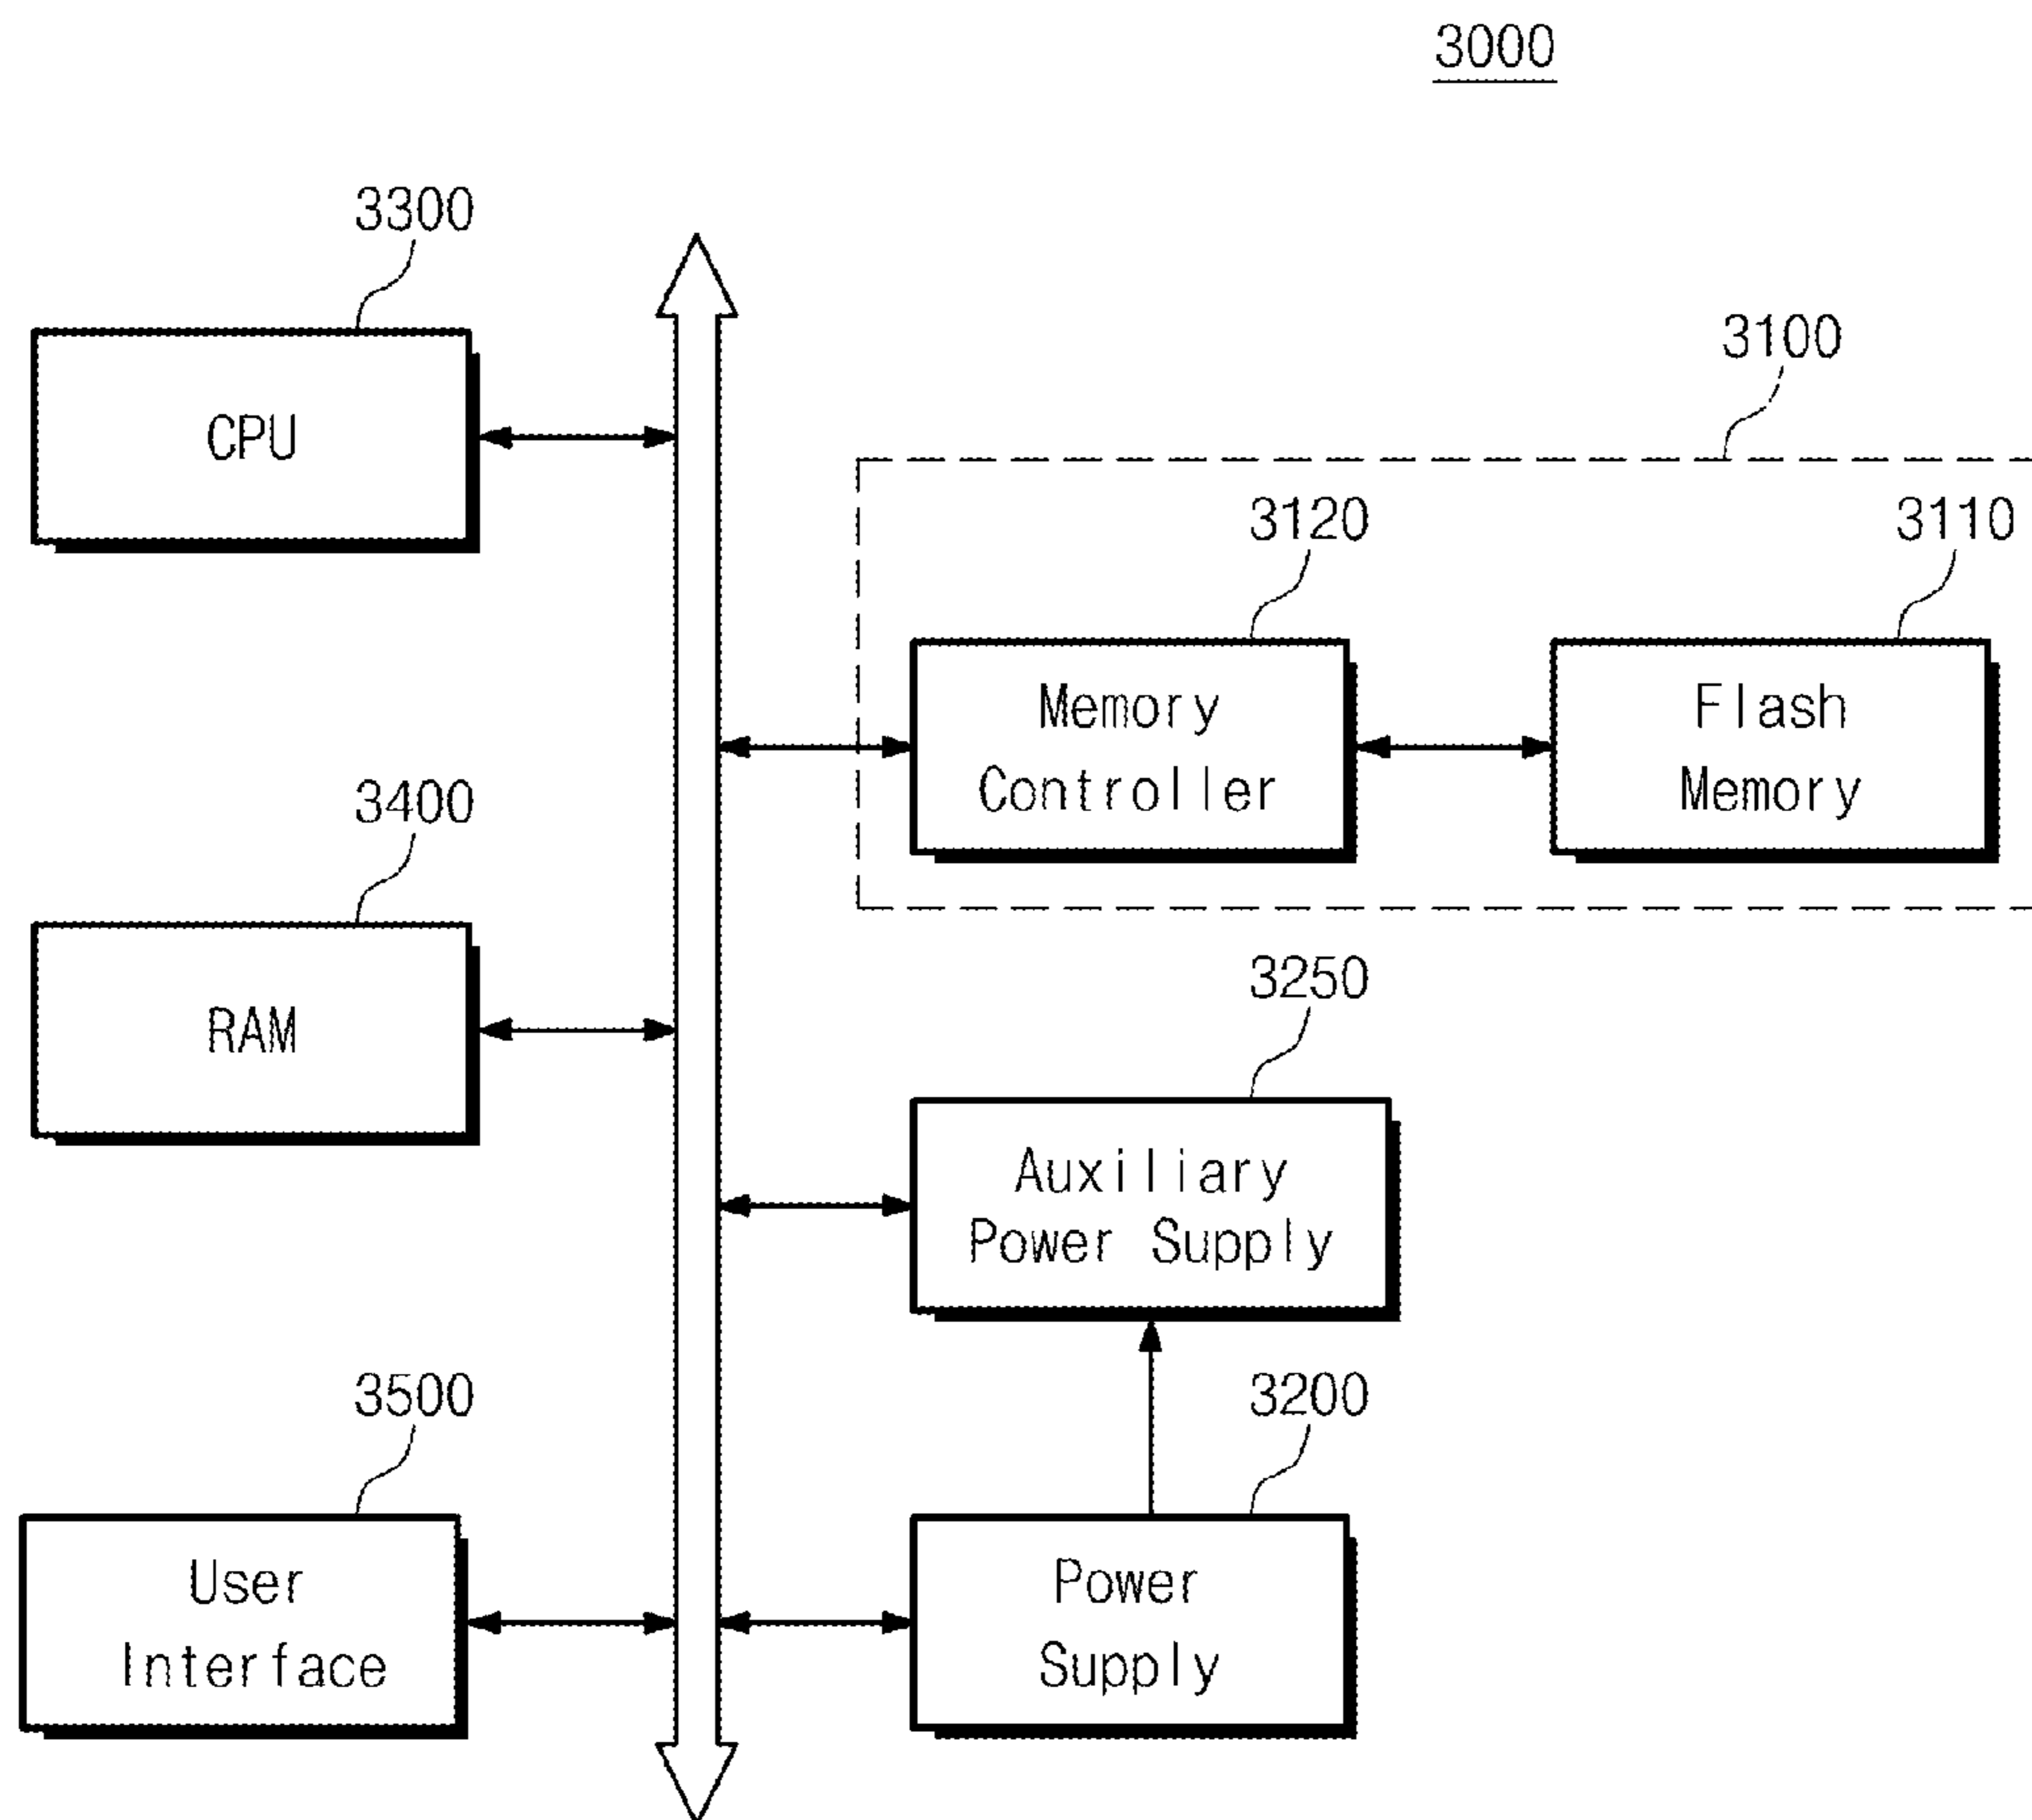 3000
3300
CPU
3100
3120
3110
Memory
Controller
Flash
Memory
3400
RAM
3250
Auxiliary
Power Supply
3500
User
Interface
3200
Power
Supply